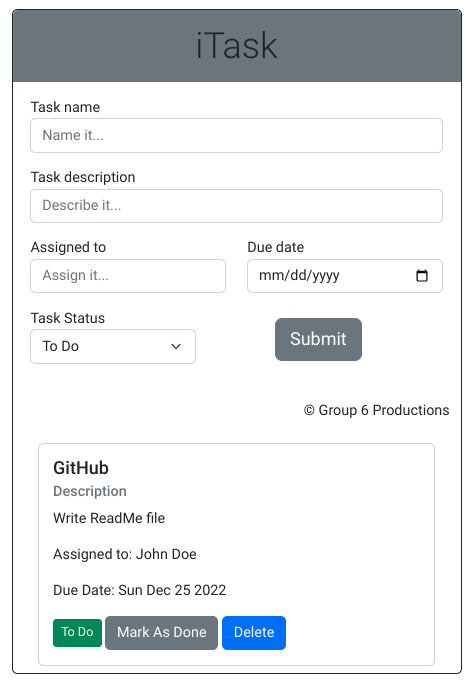 iTask
Task name
Name it...
Task description
Describe it...
Assigned to
Due date
Assign it...
mm/dd/yyyy
Task Status
To Do
Submit
© Group 6 Productions
GitHub
Description
Write ReadMe file
Assigned to: John Doe
Due Date: Sun Dec 25 2022
To Do
Mark As Done
Delete